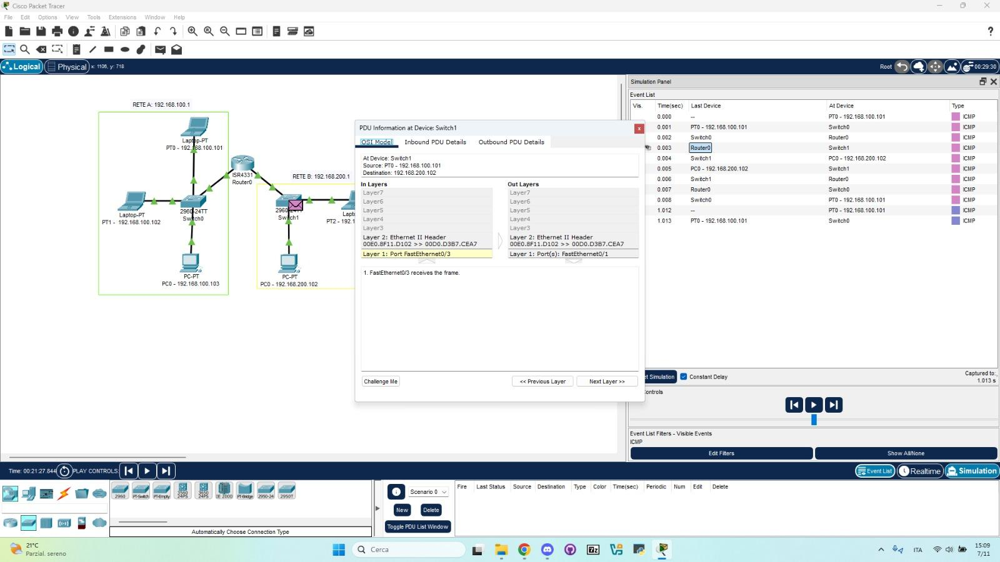 Cisco Packet Tracer
File Edit Options View Tools Extensions Window Help
Logical Physical x: 1106, y: 718 Root 00:29:30
RETE A: 192.168.100.1
Laptop-PT
PT0 - 192.168.100.101
ISR4331
Router0
Laptop-PT
PT1 - 192.168.100.102
2960-24TT
Switch0
PC-PT
PC0 - 192.168.100.103
RETE B: 192.168.200.1
2960-24TT
Switch1
PT2 - 192.1
PC-PT
PC0 - 192.168.200.102
PDU Information at Device: Switch1
OSI Model Inbound PDU Details Outbound PDU Details
At Device: Switch1
Source: PT0 - 192.168.100.101
Destination: 192.168.200.102
In Layers Out Layers
Layer7 Layer7
Layer6 Layer6
Layer5 Layer5
Layer4 Layer4
Layer3 Layer3
Layer 2: Ethernet II Header Layer 2: Ethernet II Header
00E0.8F11.D102 >> 00D0.D3B7.CEA7 00E0.8F11.D102 >> 00D0.D3B7.CEA7
Layer 1: Port FastEthernet0/3 Layer 1: Port(s): FastEthernet0/1
1. FastEthernet0/3 receives the frame.
Challenge Me << Previous Layer Next Layer >>
Simulation Panel
Event List
Vis. Time(sec) Last Device At Device Type
0.000 -- PT0 - 192.168.100.101 ICMP
0.001 PT0 - 192.168.100.101 Switch0 ICMP
0.002 Switch0 Router0 ICMP
0.003 Router0 Switch1 ICMP
0.004 Switch1 PC0 - 192.168.200.102 ICMP
0.005 PC0 - 192.168.200.102 Switch1 ICMP
0.006 Switch1 Router0 ICMP
0.007 Router0 Switch0 ICMP
0.008 Switch0 PT0 - 192.168.100.101 ICMP
1.012 -- PT0 - 192.168.100.101 ICMP
1.013 PT0 - 192.168.100.101 Switch0 ICMP
et Simulation Constant Delay Captured to:
1.013 s
Controls
Event List Filters - Visible Events
ICMP
Edit Filters Show All/None
Time: 00:21:27.844 PLAY CONTROLS: Event List Realtime Simulation
2960 PT-Switch PT-Empty 3560 24PS 3650 24PS IE 2000 PT-Bridge 2950-24 2950T
Automatically Choose Connection Type
Scenario 0
New Delete
Toggle PDU List Window
Fire Last Status Source Destination Type Color Time(sec) Periodic Num Edit Delete
21°C
Parzial. sereno
Cerca
7z
ITA
15:09
7/11